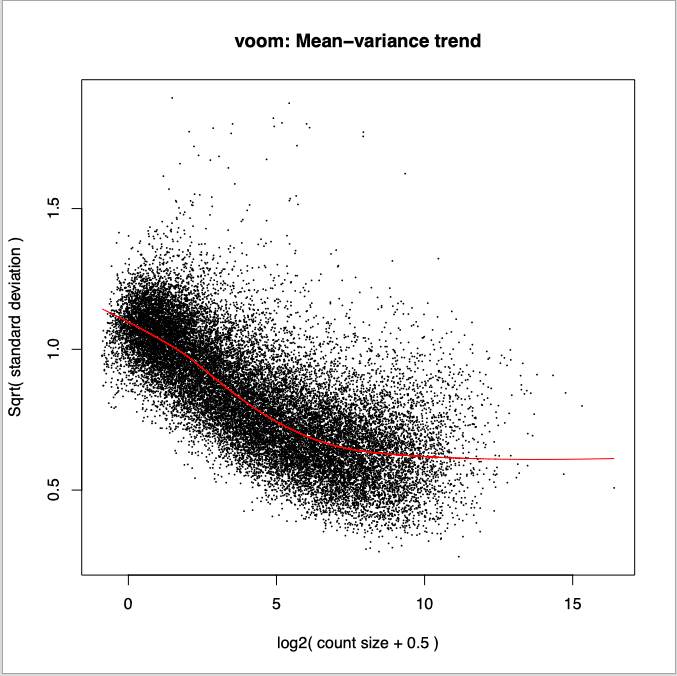 voom: Mean−variance trend
Sqrt( standard deviation )
1.5
1.0
0.5
0 5 10 15
log2( count size + 0.5 )